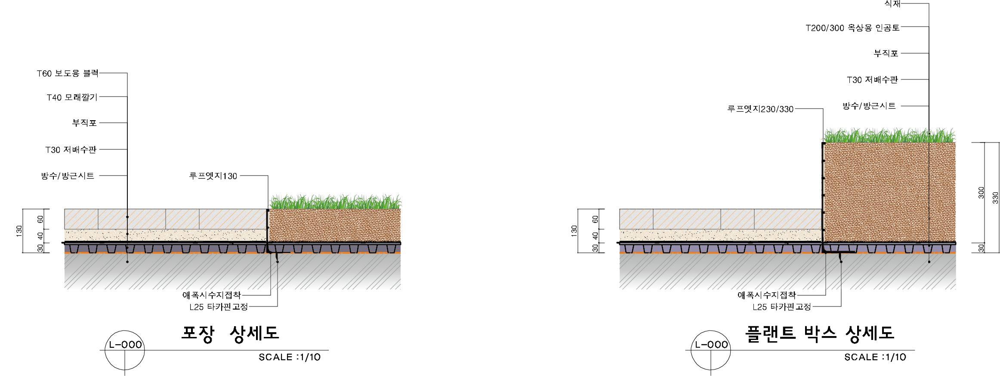 T60 보도용 블럭
T40 모래깔기
부직포
T30 저배수판
방수/방근시트
루프엣지130
130
60
40
30
애폭시수지접착
L25 타카핀고정
포장 상세도
L-000
SCALE :1/10
식재
T200/300 옥상용 인공토
부직포
T30 저배수판
방수/방근시트
루프엣지230/330
130
60
40
30
300
30
330
애폭시수지접착
L25 타카핀고정
플랜트 박스 상세도
L-000
SCALE :1/10